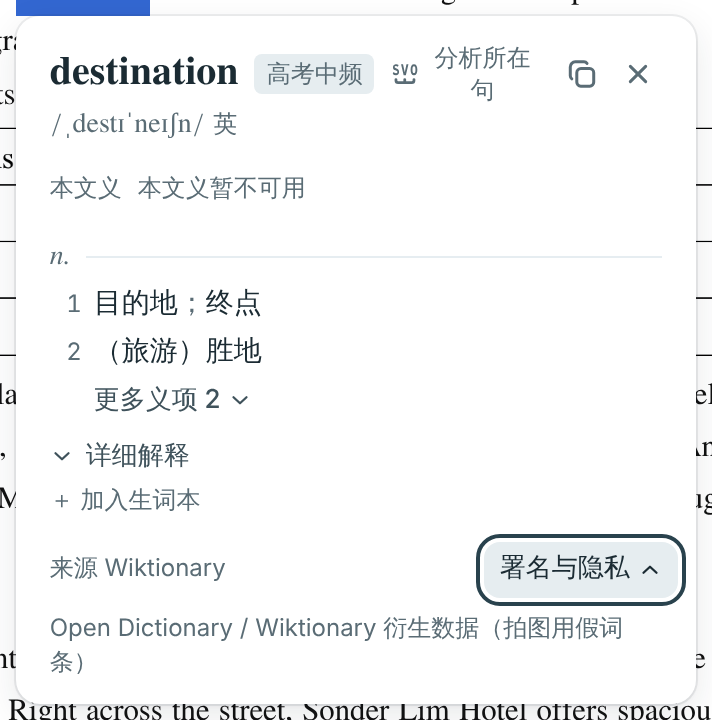 destination 高考中频 SVO 分析所在句
/ˌdestɪˈneɪʃn/ 英
本文义 本文义暂不可用
n.
1 目的地；终点
2 （旅游）胜地
更多义项 2
详细解释
+ 加入生词本
来源 Wiktionary 署名与隐私
Open Dictionary / Wiktionary 衍生数据（拍图用假词
条）
Right across the street, Sonder Lim Hotel offers spaciou